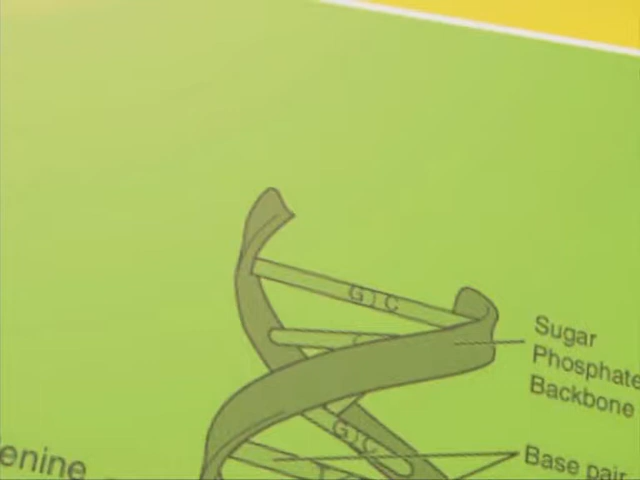 G C
Sugar
Phosphate
Backbone
G C
enine
Base pair